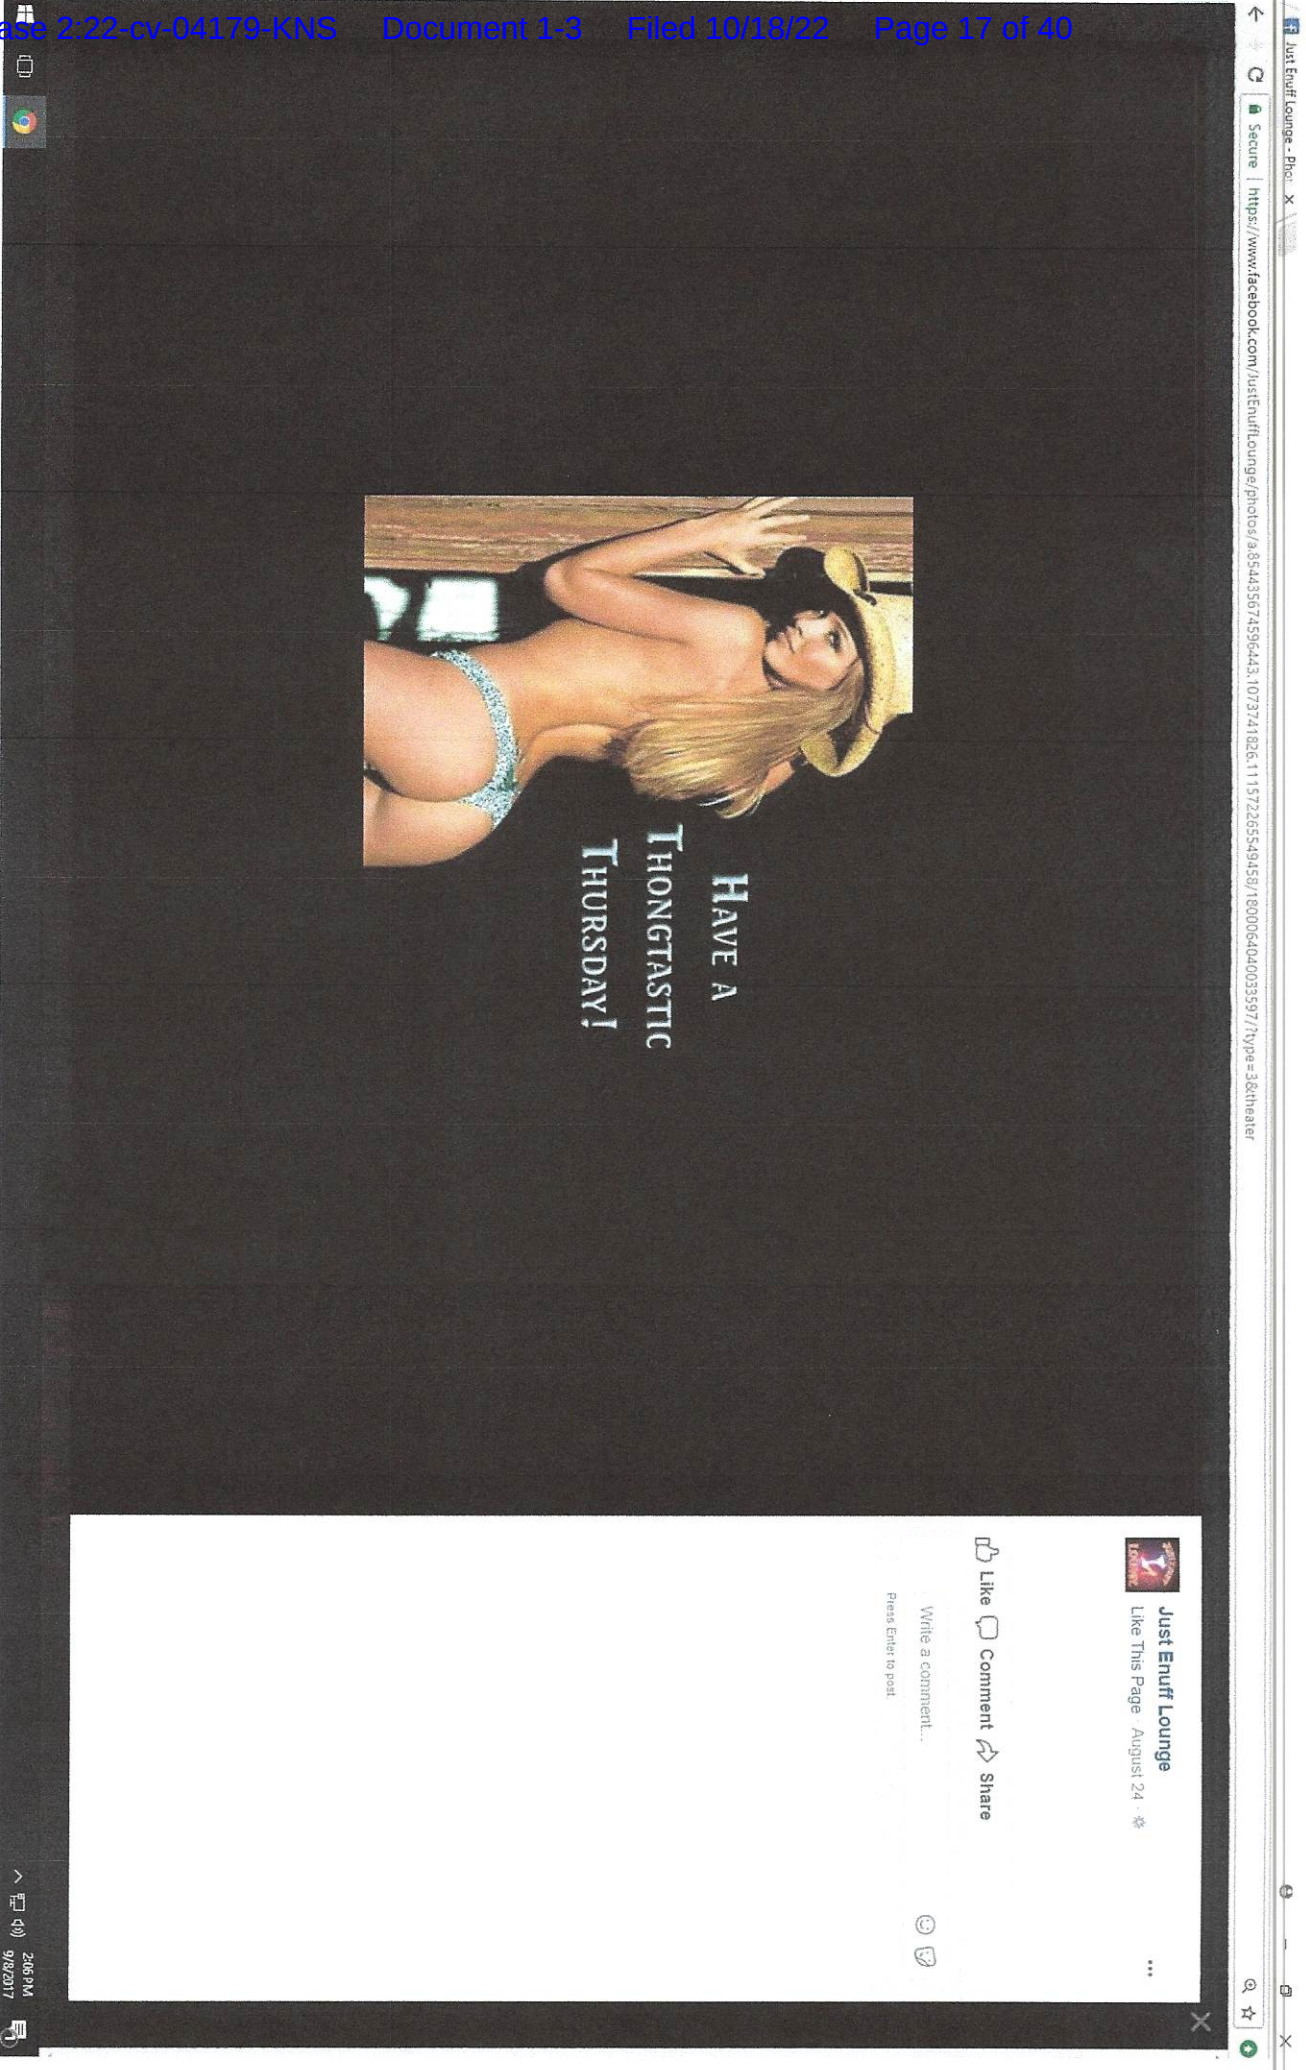 ase 2:22-cv-04179-KNS Document 1-3 Filed 10/18/22 Page 17 of 40
Just Enuff Lounge - Pho
Secure | https://www.facebook.com/JustEnuffLounge/photos/a.854435674596443.1073741826.111572265549458/1800064040033597/?type=3&theater
HAVE A
THONGTASTIC
THURSDAY!
Just Enuff Lounge
Like This Page · August 24 ·
Like Comment Share
Write a comment...
Press Enter to post.
2:06 PM
9/8/2017
1